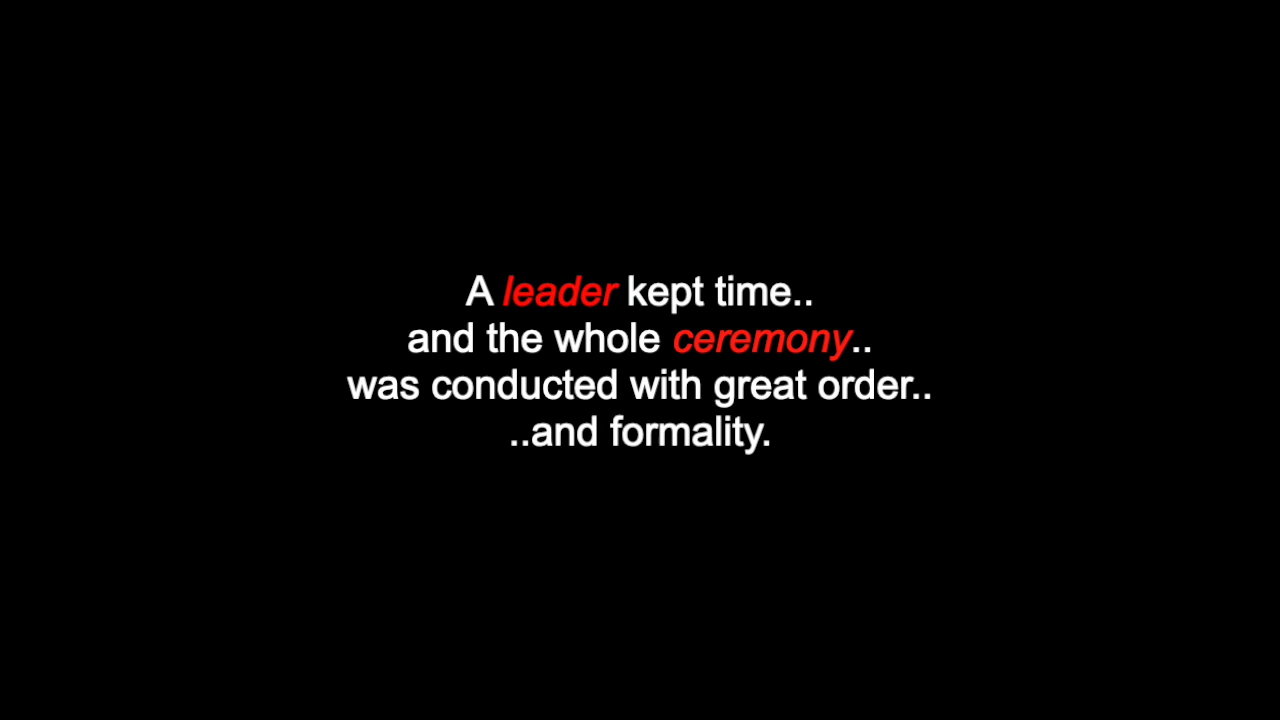 A leader kept time..
and the whole ceremony..
was conducted with great order..
..and formality.